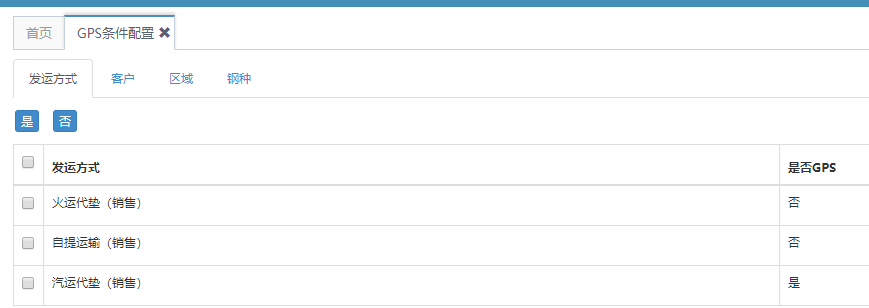 首页 GPS条件配置
发运方式 客户 区域 钢种
是 否
发运方式 是否GPS
火运代垫（销售） 否
自提运输（销售） 否
汽运代垫（销售） 是